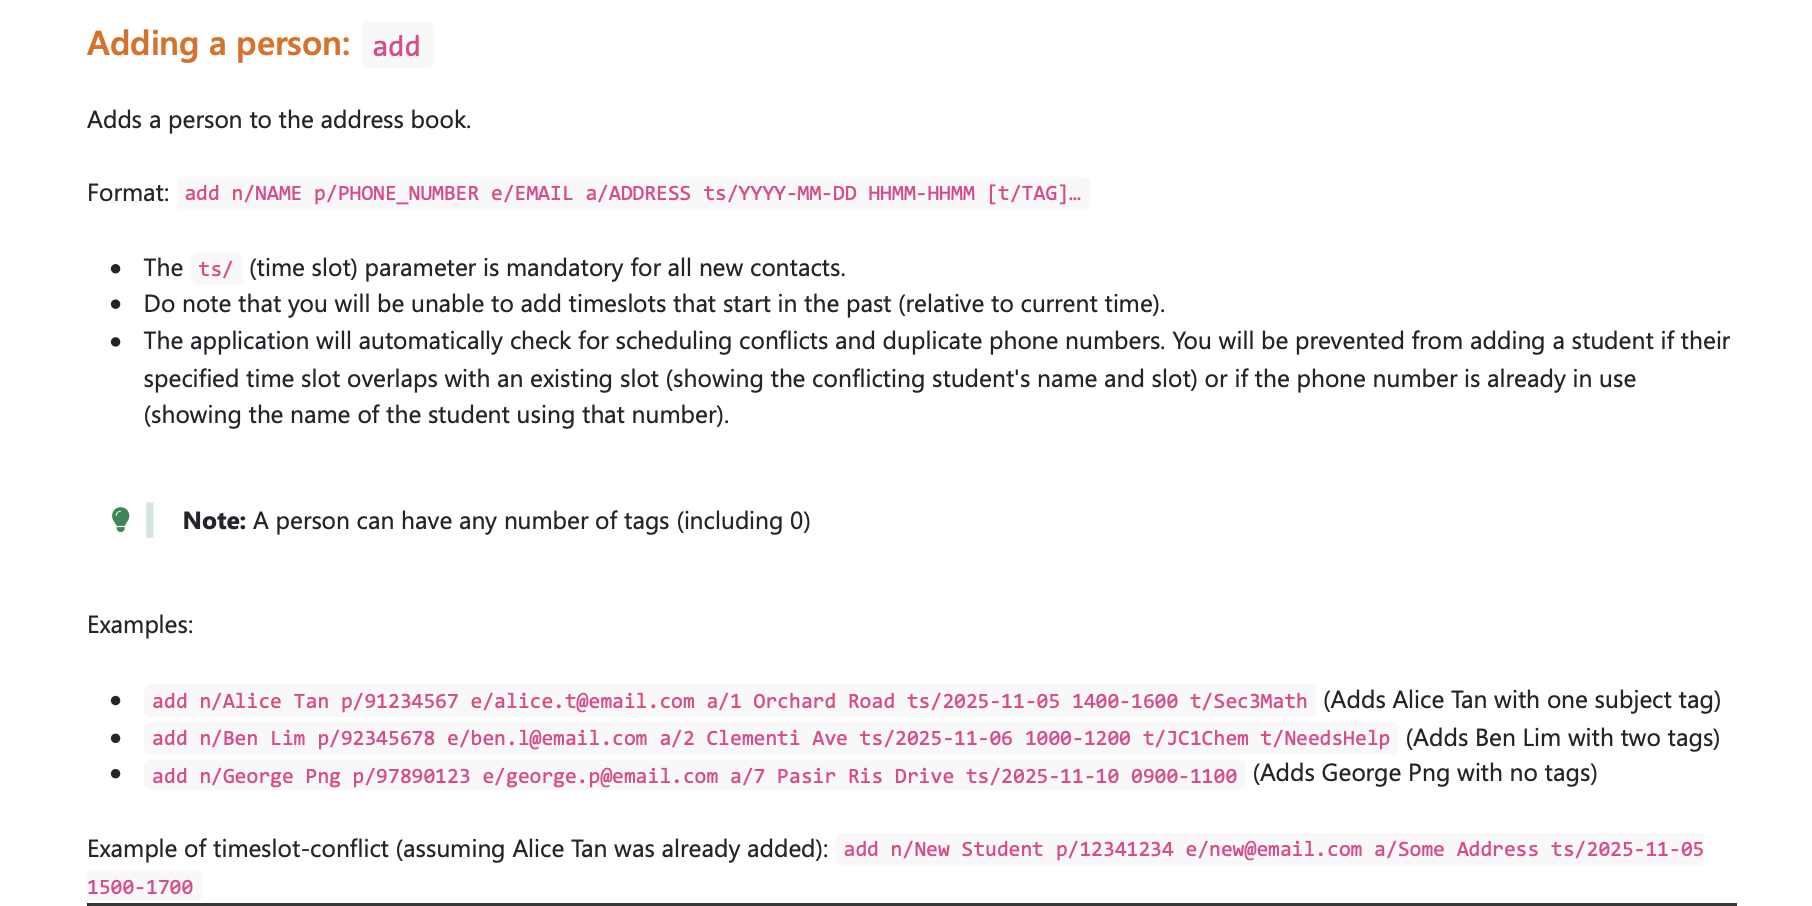 Adding a person: add
Adds a person to the address book.
Format: add n/NAME p/PHONE_NUMBER e/EMAIL a/ADDRESS ts/YYYY-MM-DD HHMM-HHMM [t/TAG]…
• The ts/ (time slot) parameter is mandatory for all new contacts.
• Do note that you will be unable to add timeslots that start in the past (relative to current time).
• The application will automatically check for scheduling conflicts and duplicate phone numbers. You will be prevented from adding a student if their
specified time slot overlaps with an existing slot (showing the conflicting student's name and slot) or if the phone number is already in use
(showing the name of the student using that number).
Note: A person can have any number of tags (including 0)
Examples:
• add n/Alice Tan p/91234567 e/alice.t@email.com a/1 Orchard Road ts/2025-11-05 1400-1600 t/Sec3Math (Adds Alice Tan with one subject tag)
• add n/Ben Lim p/92345678 e/ben.l@email.com a/2 Clementi Ave ts/2025-11-06 1000-1200 t/JC1Chem t/NeedsHelp (Adds Ben Lim with two tags)
• add n/George Png p/97890123 e/george.p@email.com a/7 Pasir Ris Drive ts/2025-11-10 0900-1100 (Adds George Png with no tags)
Example of timeslot-conflict (assuming Alice Tan was already added): add n/New Student p/12341234 e/new@email.com a/Some Address ts/2025-11-05
1500-1700